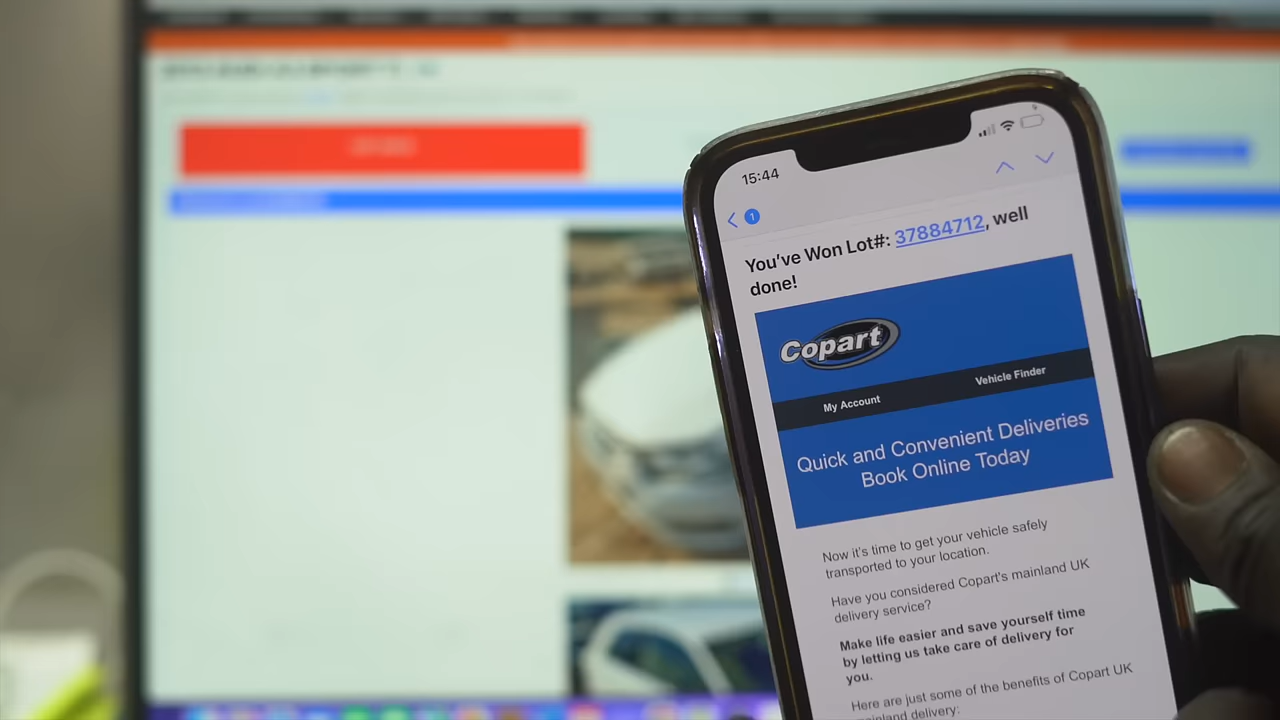 15:44
1
You've Won Lot#: 37884712, well
done!
Copart
My Account
Vehicle Finder
Quick and Convenient Deliveries
Book Online Today
Now it's time to get your vehicle safely
transported to your location.
Have you considered Copart's mainland UK
delivery service?
Make life easier and save yourself time
by letting us take care of delivery for
you.
Here are just some of the benefits of Copart UK
mainland delivery: